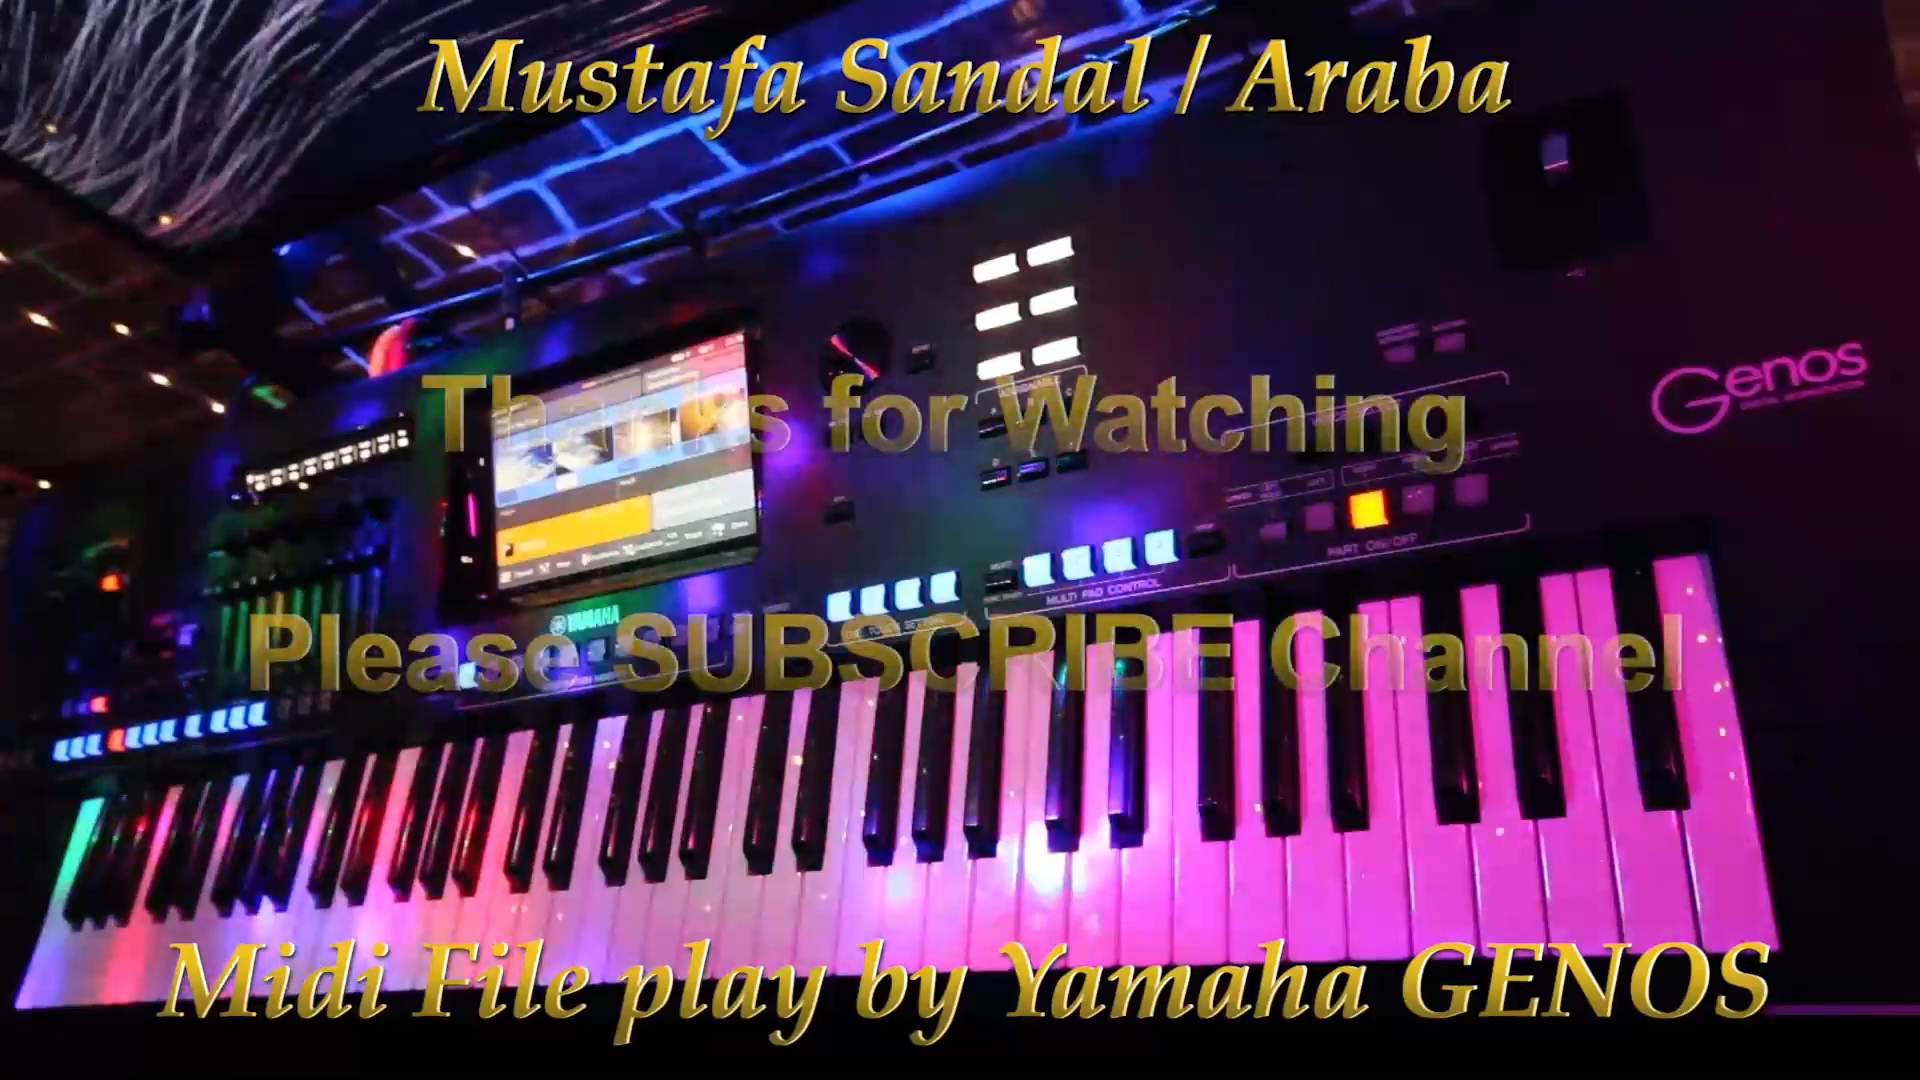 Mustafa Sandal / Araba
Genos
ASSIGNABLE
Thanks for Watching
PART ON/OFF
MULTI PAD CONTROL
YAMAHA
Please SUBSCRIBE Channel
Midi File play by Yamaha GENOS